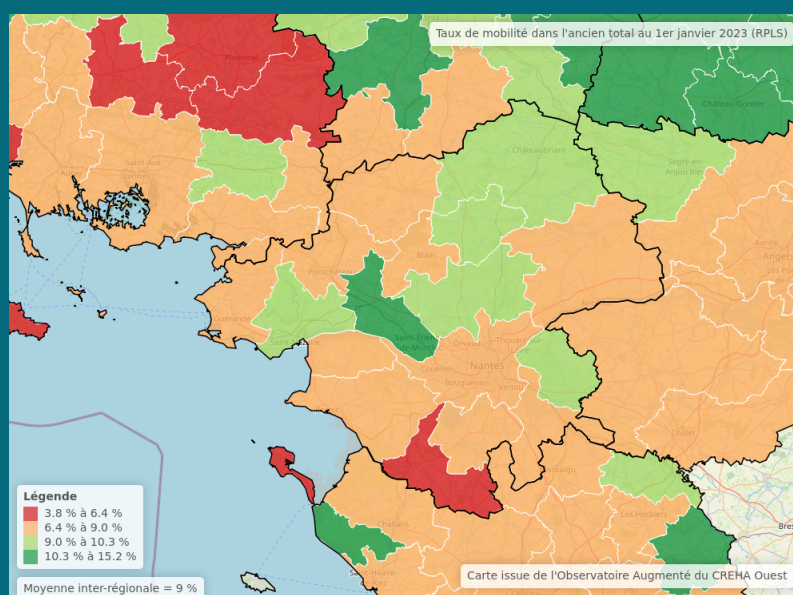 Taux de mobilité dans l'ancien total au 1er janvier 2023 (RPLS)
Ploërmel
Château-Gontier
Châteaubriant
Saint-Avé
Vannes
Segré-en-
Anjou Bleu
Avrillé
Angers
Blain
Pontchâteau
Guérande
Saint-Nazaire
Saint-Étienne-
de-Montluc
Orvault
Thouaré-sur-
Loire
Couëron
Nantes
Bouguenais
Vertou
Cholet
Montaigu
Challans
Les Herbiers
Saint-Hilaire-
de-Riez
La Roche
Légende
3.8 % à 6.4 %
6.4 % à 9.0 %
9.0 % à 10.3 %
10.3 % à 15.2 %
Moyenne inter-régionale = 9 %
Carte issue de l'Observatoire Augmenté du CREHA Ouest